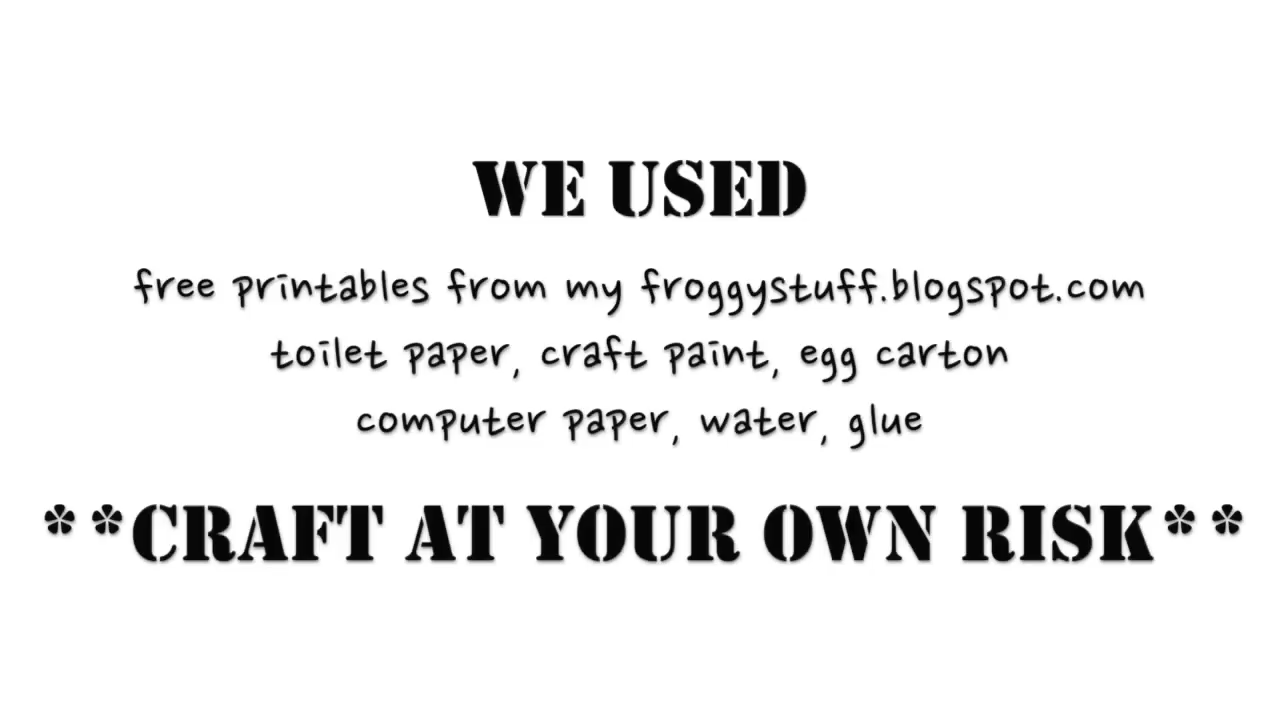 WE USED
free printables from my froggystuff.blogspot.com
toilet paper, craft paint, egg carton
computer paper, water, glue
**CRAFT AT YOUR OWN RISK**